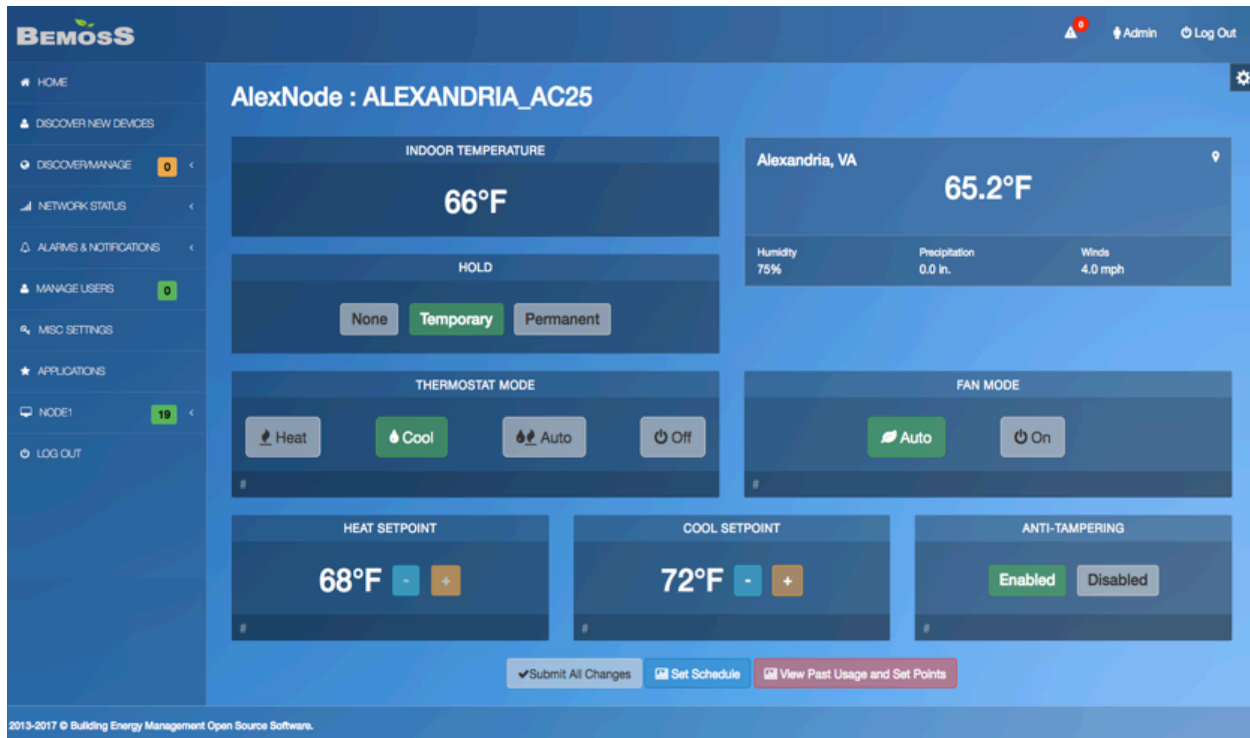 BEMOSS
0
Admin
Log Out
HOME
DISCOVER NEW DEVICES
DISCOVER/MANAGE 0 ‹
NETWORK STATUS ‹
ALARMS & NOTIFICATIONS ‹
MANAGE USERS 0
MISC SETTINGS
APPLICATIONS
NODE1 19 ‹
LOG OUT
AlexNode : ALEXANDRIA_AC25
INDOOR TEMPERATURE
66°F
Alexandria, VA
65.2°F
Humidity Precipitation Winds
75% 0.0 in. 4.0 mph
HOLD
None Temporary Permanent
THERMOSTAT MODE
Heat Cool Auto Off
#
FAN MODE
Auto On
#
HEAT SETPOINT
68°F - +
#
COOL SETPOINT
72°F - +
#
ANTI-TAMPERING
Enabled Disabled
#
Submit All Changes Set Schedule View Past Usage and Set Points
2013-2017 © Building Energy Management Open Source Software.